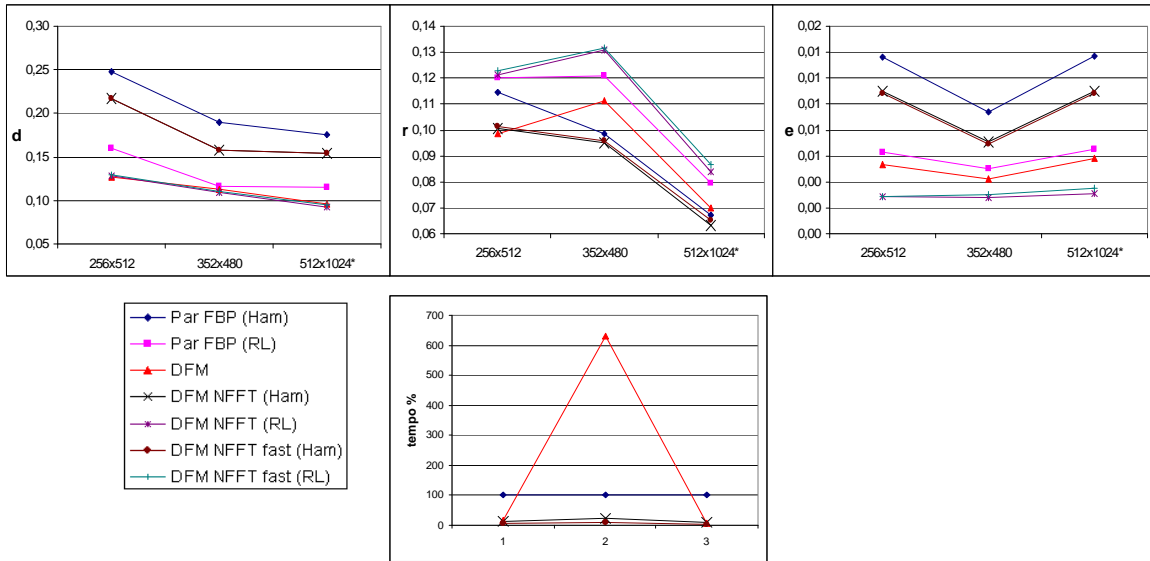 0,30
0,25
0,20
0,15
0,10
0,05
d
256x512 352x480 512x1024*
0,14
0,13
0,12
0,11
0,10
0,09
0,08
0,07
0,06
r
256x512 352x480 512x1024*
0,02
0,01
0,01
0,01
0,01
0,01
0,00
0,00
0,00
e
256x512 352x480 512x1024*
Par FBP (Ham)
Par FBP (RL)
DFM
DFM NFFT (Ham)
DFM NFFT (RL)
DFM NFFT fast (Ham)
DFM NFFT fast (RL)
700
600
500
400
300
200
100
0
tempo %
1 2 3